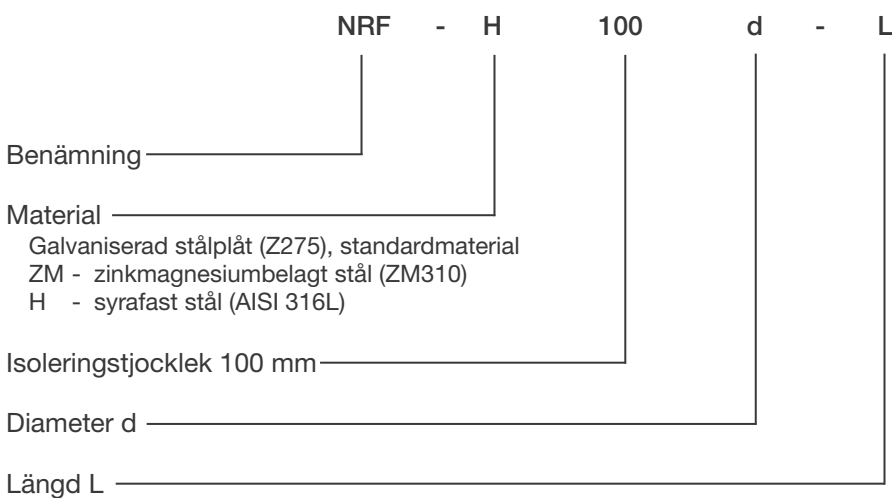 NRF - H 100 d - L
Benämning
Material
Galvaniserad stålplåt (Z275), standardmaterial
ZM - zinkmagnesiumbelagt stål (ZM310)
H - syrafast stål (AISI 316L)
Isoleringstjocklek 100 mm
Diameter d
Längd L